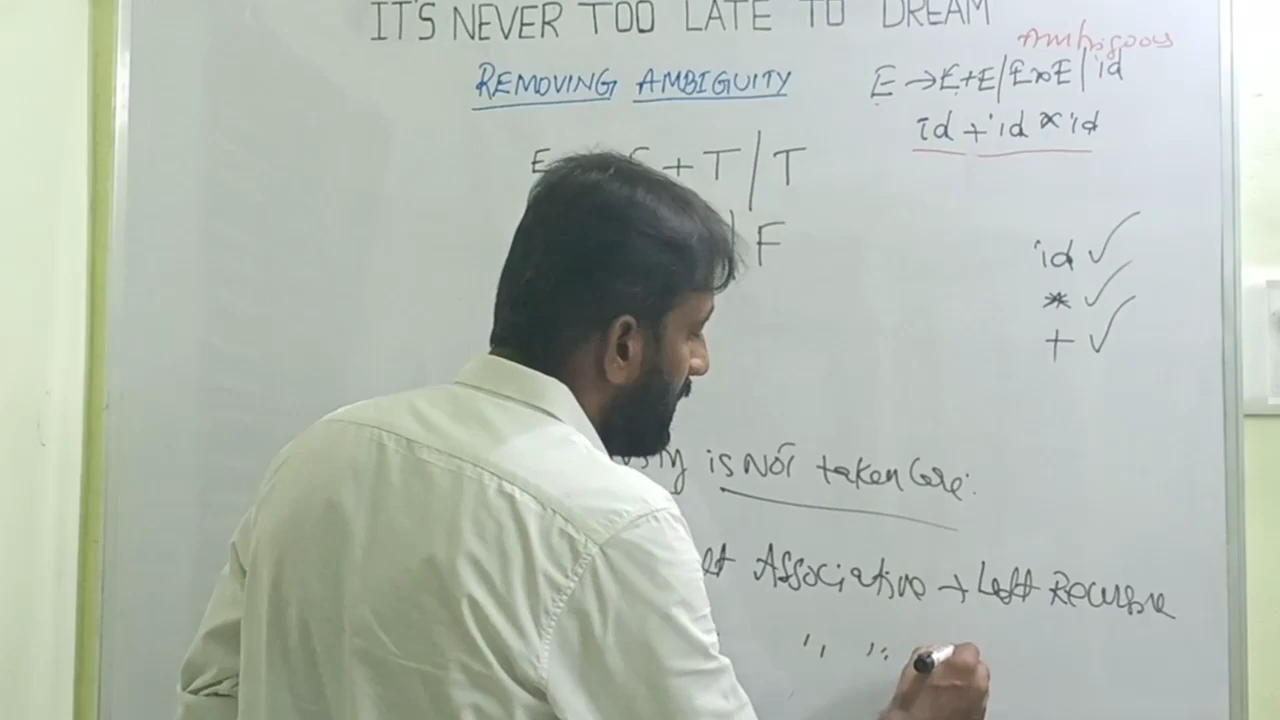 IT'S NEVER TOO LATE TO DREAM
Ambiguous
REMOVING AMBIGUITY
E → E+E/E*E/id
id + id * id
E + T / T
/ F
id ✓
* ✓
+ ✓
is NOT taken Care.
Associative → Left Recursive
,, ,,